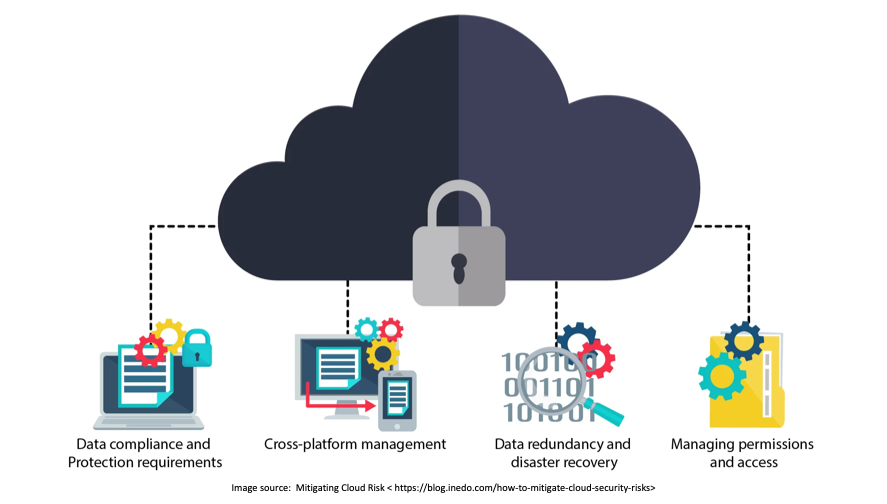 100100
001101
101001
Data compliance and
Protection requirements
Cross-platform management
Data redundancy and
disaster recovery
Managing permissions
and access
Image source:  Mitigating Cloud Risk < https://blog.inedo.com/how-to-mitigate-cloud-security-risks>